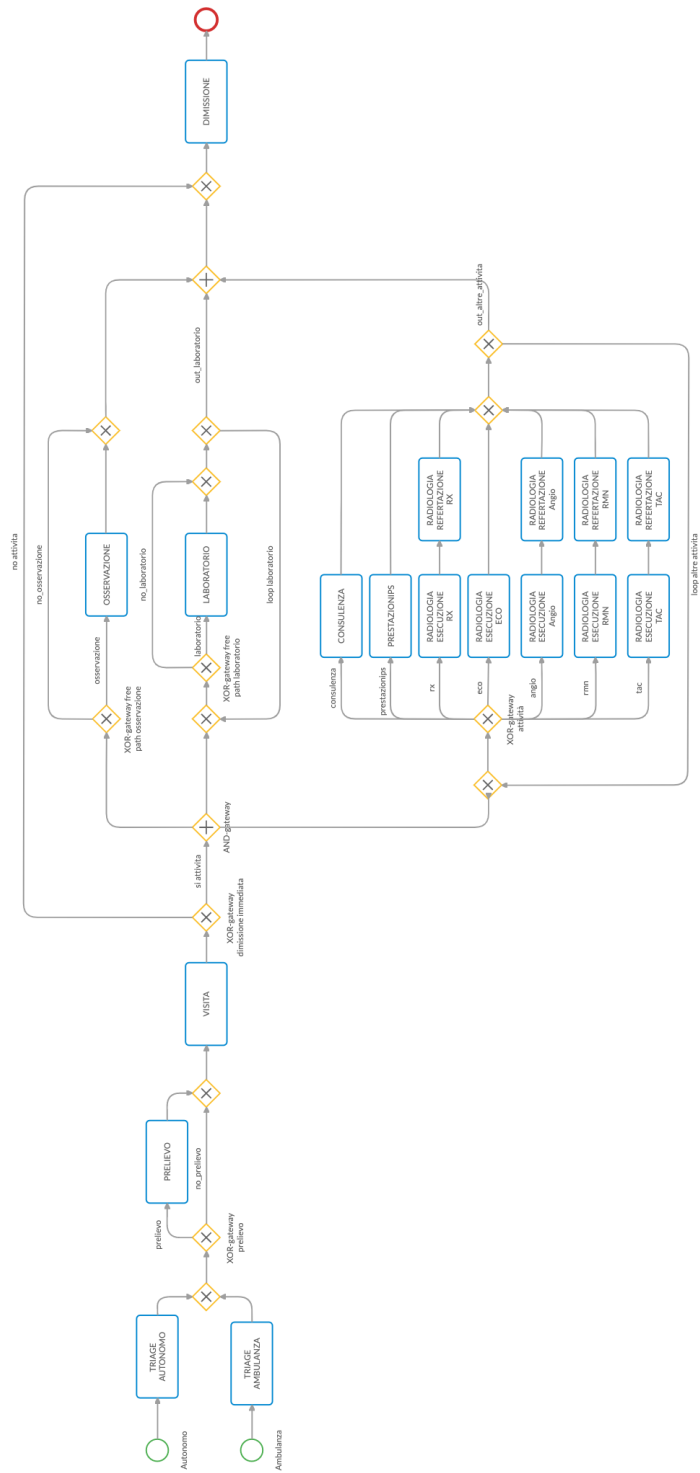 Autonomo
Ambulanza
TRIAGE
AUTONOMO
TRIAGE
AMBULANZA
XOR-gateway
prelievo
prelievo
no_prelievo
PRELIEVO
VISITA
XOR-gateway
dimissione immediata
no attivita
si attivita
AND-gateway
XOR-gateway free
path osservazione
osservazione
no_osservazione
OSSERVAZIONE
XOR-gateway free
path laboratorio
laboratorio
no_laboratorio
LABORATORIO
loop laboratorio
out_laboratorio
XOR-gateway
attivita
consulenza
prestazionips
rx
eco
angio
rmn
tac
CONSULENZA
PRESTAZIONIPS
RADIOLOGIA
ESECUZIONE
RX
RADIOLOGIA
REFERTAZIONE
RX
RADIOLOGIA
ESECUZIONE
ECO
RADIOLOGIA
ESECUZIONE
Angio
RADIOLOGIA
REFERTAZIONE
Angio
RADIOLOGIA
ESECUZIONE
RMN
RADIOLOGIA
REFERTAZIONE
RMN
RADIOLOGIA
ESECUZIONE
TAC
RADIOLOGIA
REFERTAZIONE
TAC
loop altre attivita
out_altre_attivita
DIMISSIONE